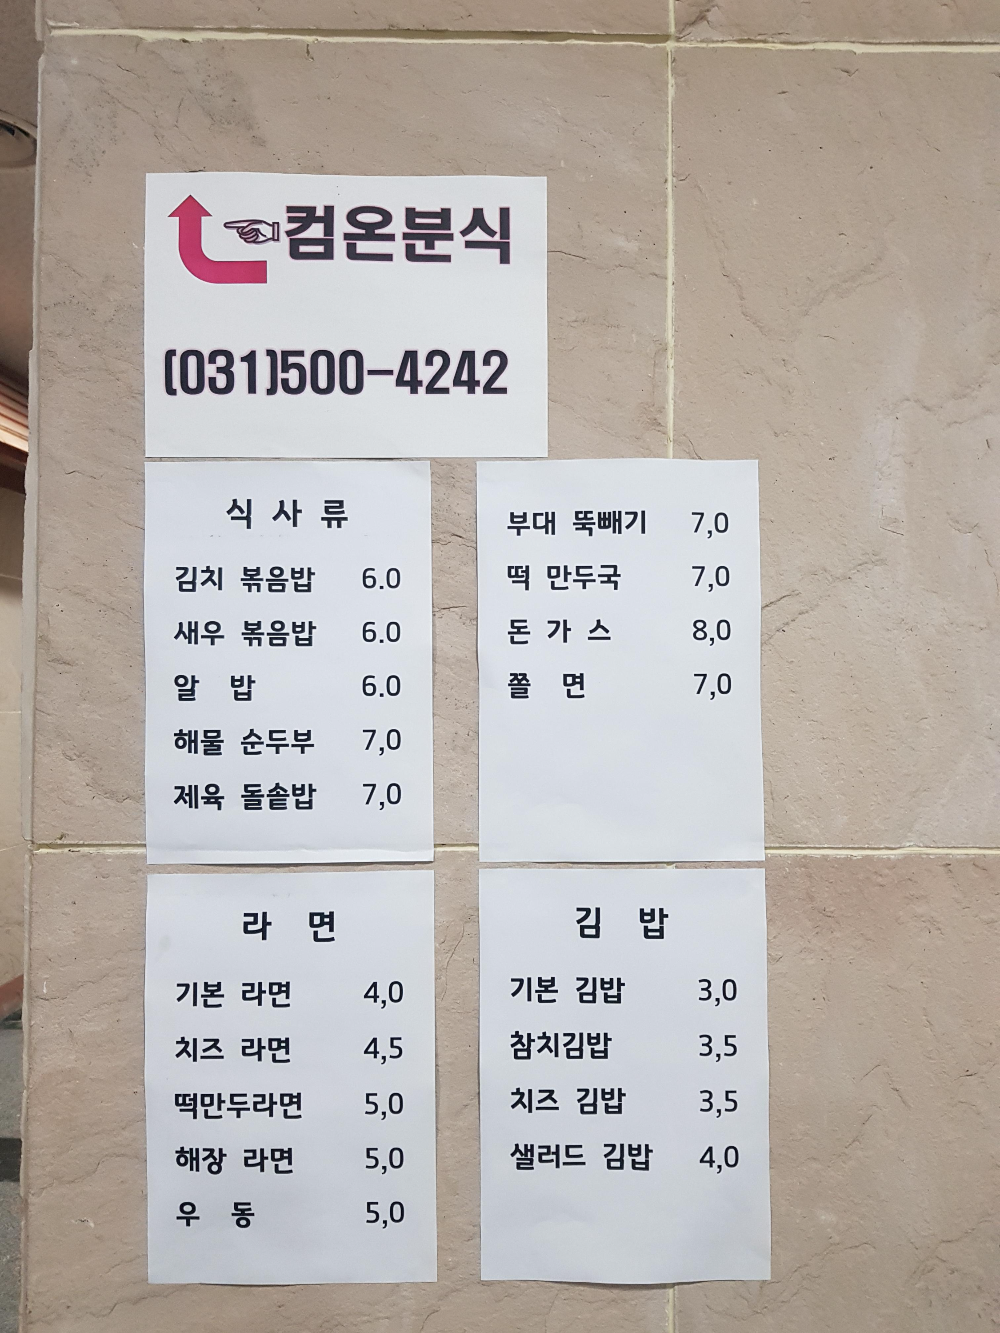 컴온분식
(031)500-4242
식 사 류
김치 볶음밥 6.0
새우 볶음밥 6.0
알 밥 6.0
해물 순두부 7,0
제육 돌솥밥 7,0
부대 뚝빼기 7,0
떡 만두국 7,0
돈 가 스 8,0
쫄 면 7,0
라 면
기본 라면 4,0
치즈 라면 4,5
떡만두라면 5,0
해장 라면 5,0
우 동 5,0
김 밥
기본 김밥 3,0
참치김밥 3,5
치즈 김밥 3,5
샐러드 김밥 4,0